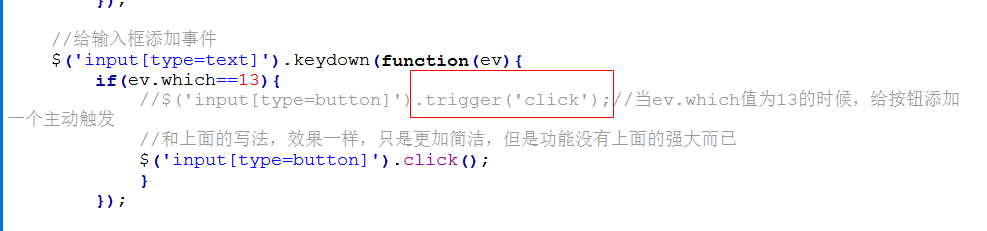 });
//给输入框添加事件
$('input[type=text]').keydown(function(ev){
if(ev.which==13){
//$('input[type=button]').trigger('click');//当ev.which值为13的时候，给按钮添加
一个主动触发
//和上面的写法，效果一样，只是更加简洁，但是功能没有上面的强大而已
$('input[type=button]').click();
}
});